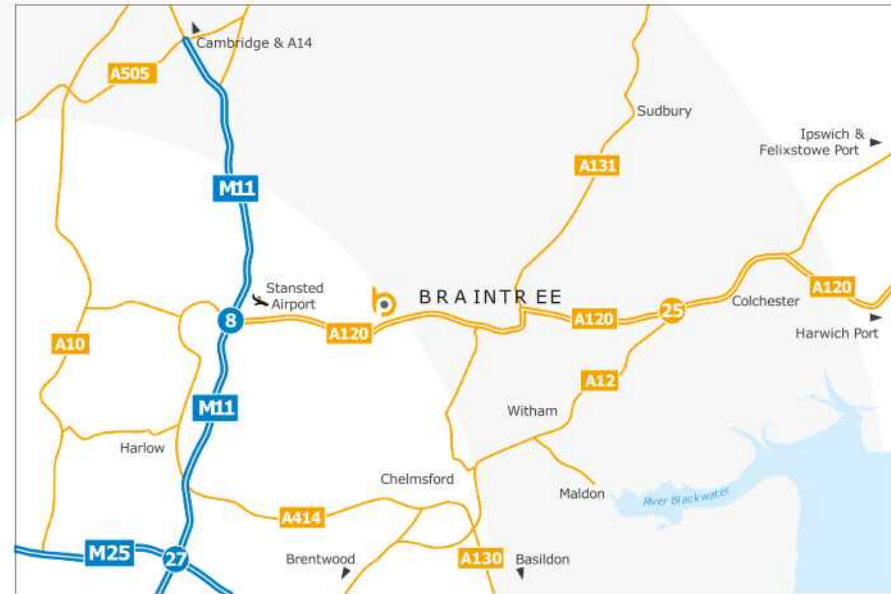 Cambridge & A14
A505
Sudbury
Ipswich &
Felixstowe Port
A131
M11
Stansted
Airport
BRAINTREE
8
A120
A120
25
Colchester
A120
Harwich Port
A10
A12
M11
Witham
Harlow
Chelmsford
Maldon
River Blackwater
A414
M25
27
Brentwood
A130
Basildon